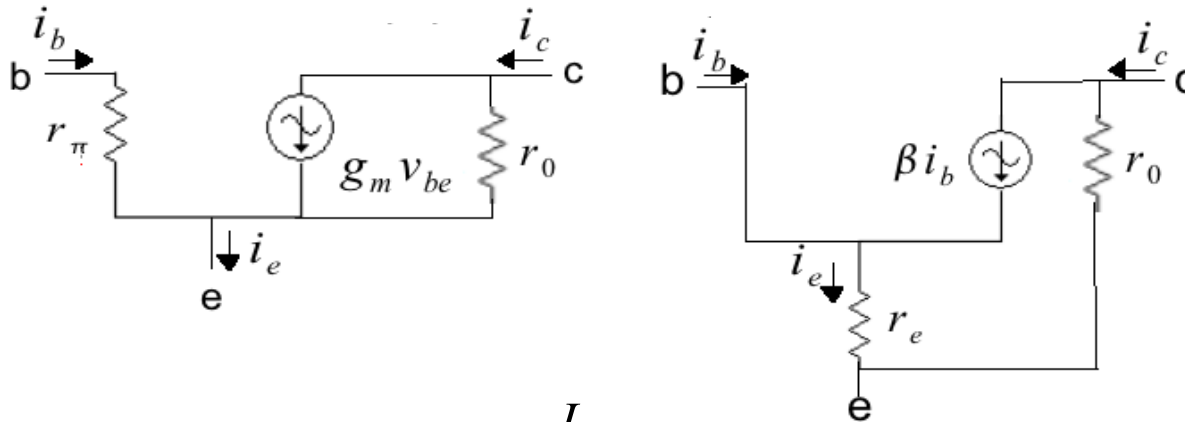 i_b
i_c
b
c
r_π
g_m v_be
r_0
i_e
e
i_b
i_c
b
β i_b
r_0
i_e
r_e
e